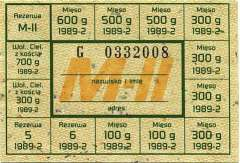 Rezerwa M-II
Mięso 600 g 1989-2
Mięso 500 g 1989-2
Mięso 500 g 1989-2
Mięso 300 g 1989-2
Woł. Ciel. z kością 700 g 1989-2
G 0332008
Mięso 300 g 1989-2
M-II
nazwisko i imię
Woł. Ciel. z kością 300 g 1989-2
adres
Mięso 300 g 1989-2
Rezerwa
Rezerwa 6 1989-2
Mięso 100 g 1989-2
Mięso 100 g 1989-2
Mięso 300 g 1989-2